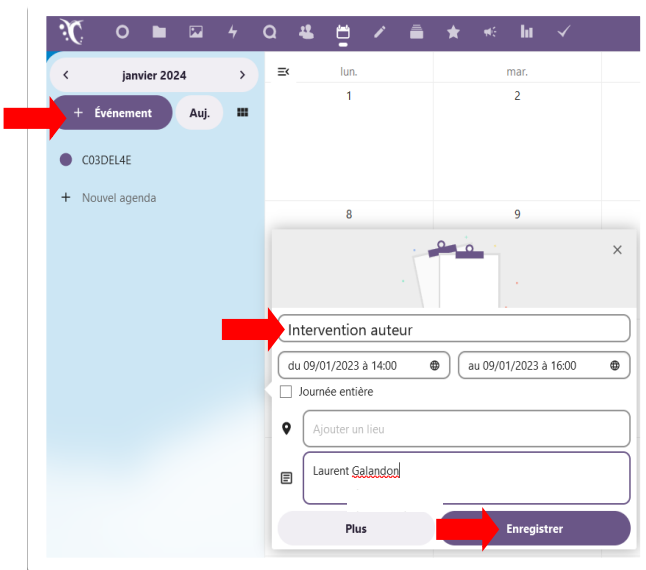 janvier 2024
lun.
mar.
+ Événement
Auj.
1
2
C03DEL4E
+ Nouvel agenda
8
9
Intervention auteur
du 09/01/2023 à 14:00
au 09/01/2023 à 16:00
Journée entière
Ajouter un lieu
Laurent Galandon
Plus
Enregistrer